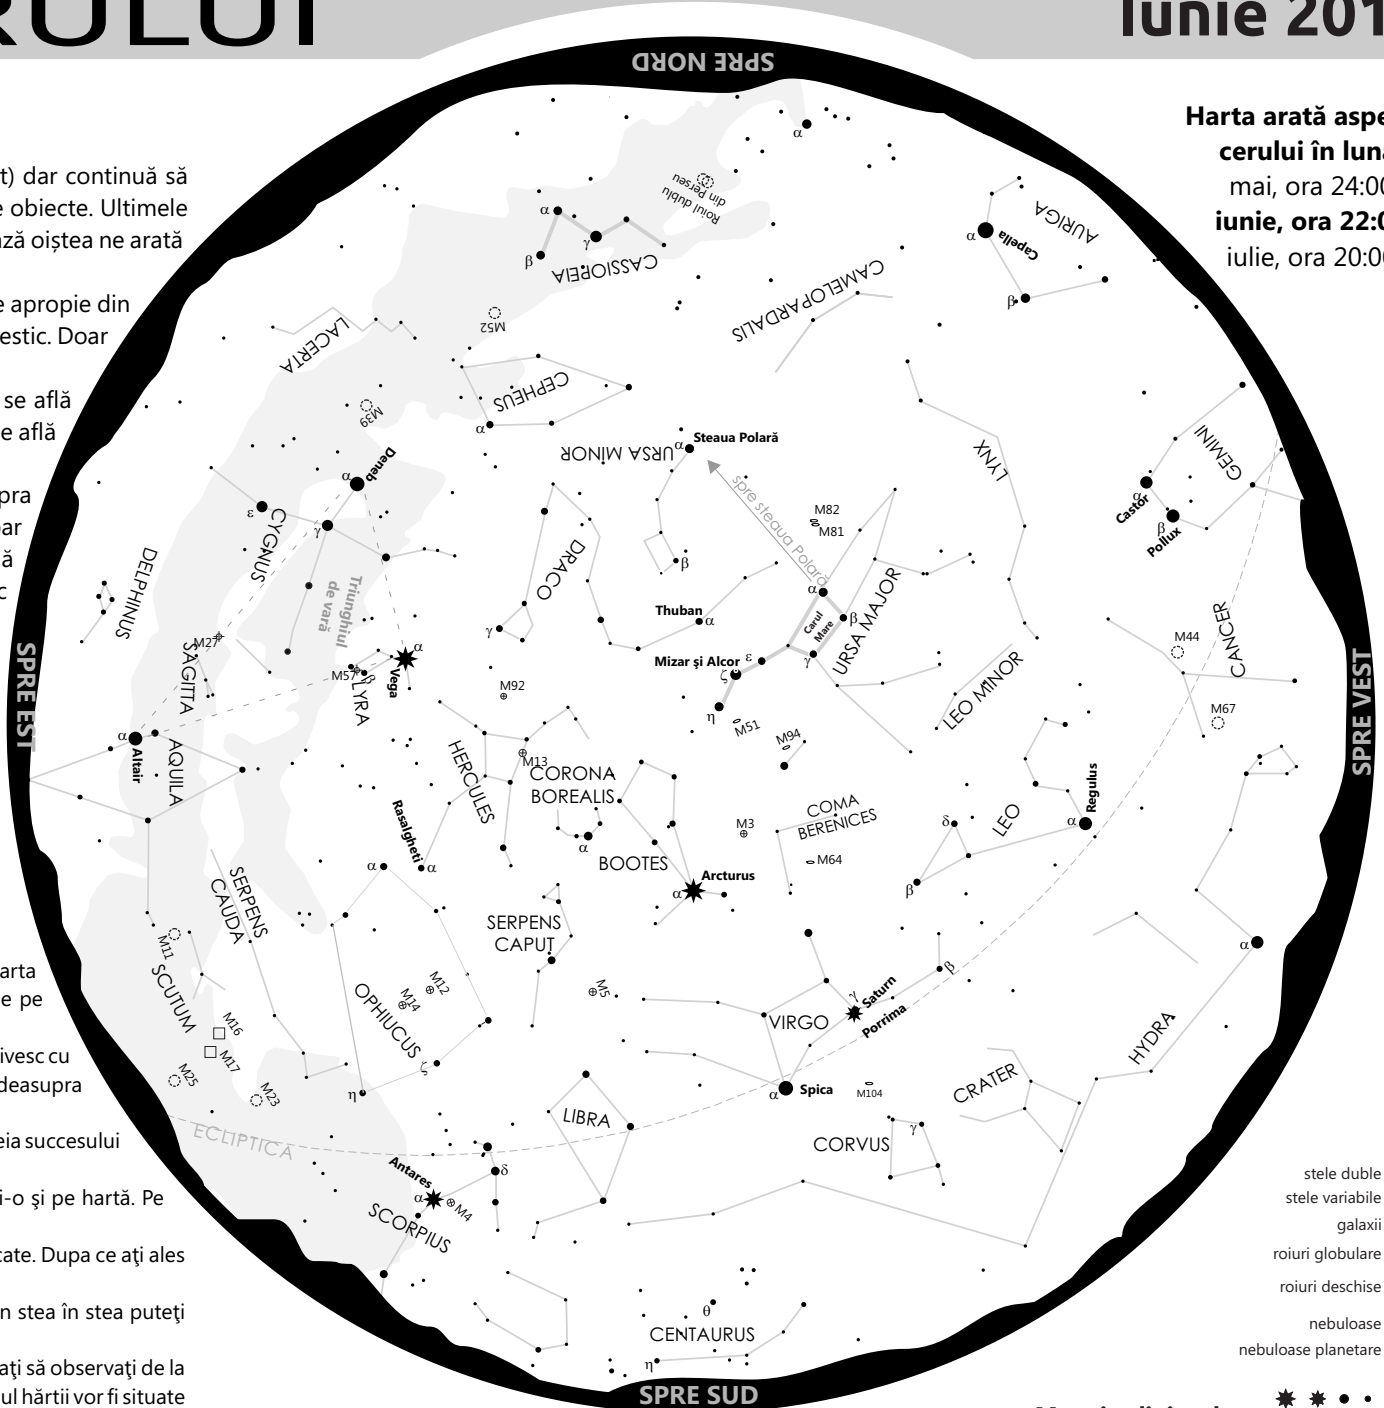 RULUI
Iunie 201
SPRE NORD
Harta arată aspe
cerului în lun
mai, ora 24:00
iunie, ora 22:0
iulie, ora 20:00
t) dar continuă să
e obiecte. Ultimele
ază oiștea ne arată
e apropie din
estic. Doar
se află
e află
pra
ar
ă
c
arta
e pe
ivesc cu
deasupra
eia succesului
i-o şi pe hartă. Pe
cate. Dupa ce aţi ales
n stea în stea puteţi
aţi să observaţi de la
ul hărtii vor fi situate
α
Roiul dublu
din Perseu
α
γ
β
CASSIOREIA
AURIGA
α
Capella
β
CAMELOPARDALIS
M52
LACERTA
CEPHEUS
α
M39
Deneb
α
URSA MINOR
α
Steaua Polară
spre steaua Polară
β
LYNX
GEMINI
α
Castor
β
Pollux
ε
γ
CYGNUS
DRACO
M82
M81
DELPHINUS
Triunghiul
de vară
γ
Thuban
α
α
Carul
Mare
β
γ
URSA MAJOR
CANCER
M44
M67
M27
SAGITTA
M57
β
LYRA
α
Vega
M92
Mizar şi Alcor
ε
ζ
η
M51
M94
LEO MINOR
SPRE EST
SPRE VEST
α
Altair
AQUILA
HERCULES
M13
CORONA
BOREALIS
α
Rasalgheti
α
α
BOOTES
M3
COMA
BERENICES
M64
δ
LEO
α
Regulus
β
Arcturus
α
SERPENS
CAUDA
SERPENS
CAPUT
M11
SCUTUM
OPHIUCUS
M14
M12
M5
α
β
γ
Saturn
Porrima
VIRGO
M16
M17
M25
M23
ζ
η
α
Spica
M104
CRATER
HYDRA
ECLIPTICA
LIBRA
CORVUS
γ
Antares
α
δ
M4
SCORPIUS
θ
CENTAURUS
η
SPRE SUD
stele duble
stele variabile
galaxii
roiuri globulare
roiuri deschise
nebuloase
nebuloase planetare